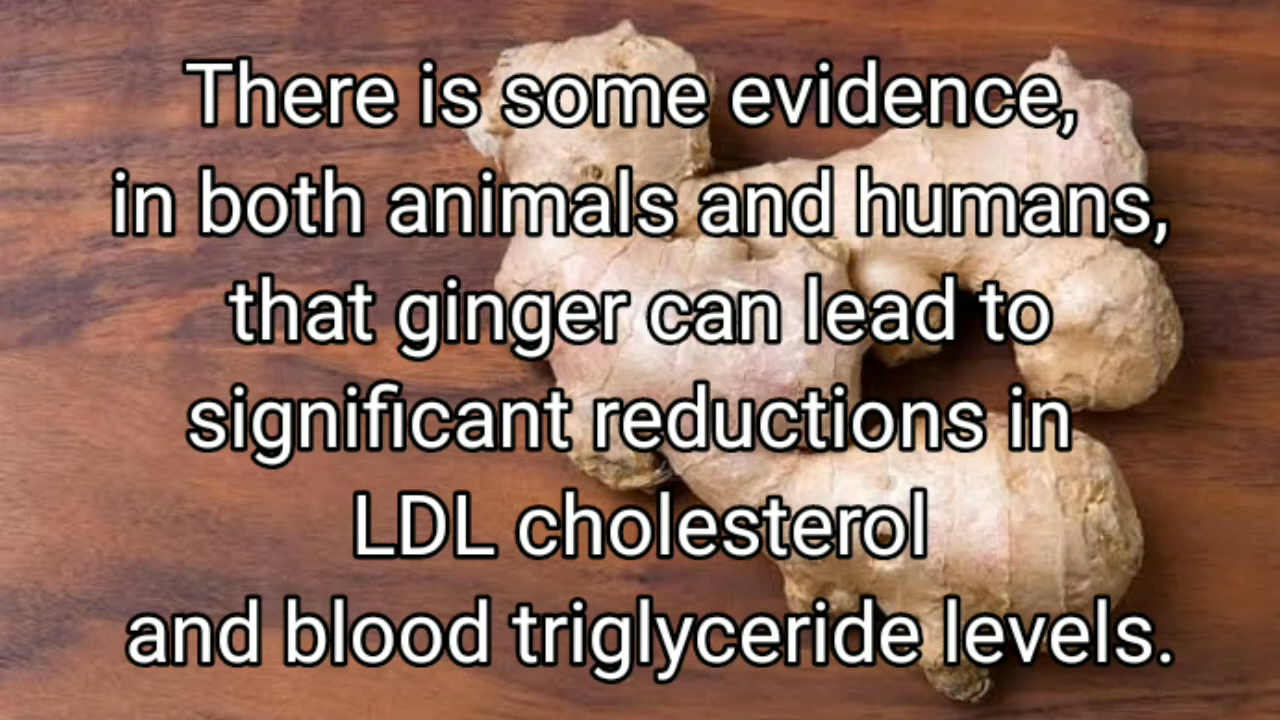 There is some evidence,
in both animals and humans,
that ginger can lead to
significant reductions in
LDL cholesterol
and blood triglyceride levels.